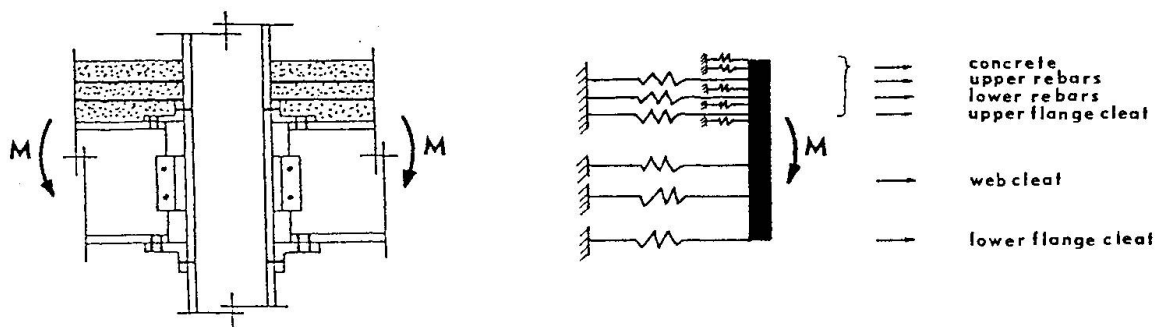 M
M
M
concrete
upper rebars
lower rebars
upper flange cleat
web cleat
lower flange cleat